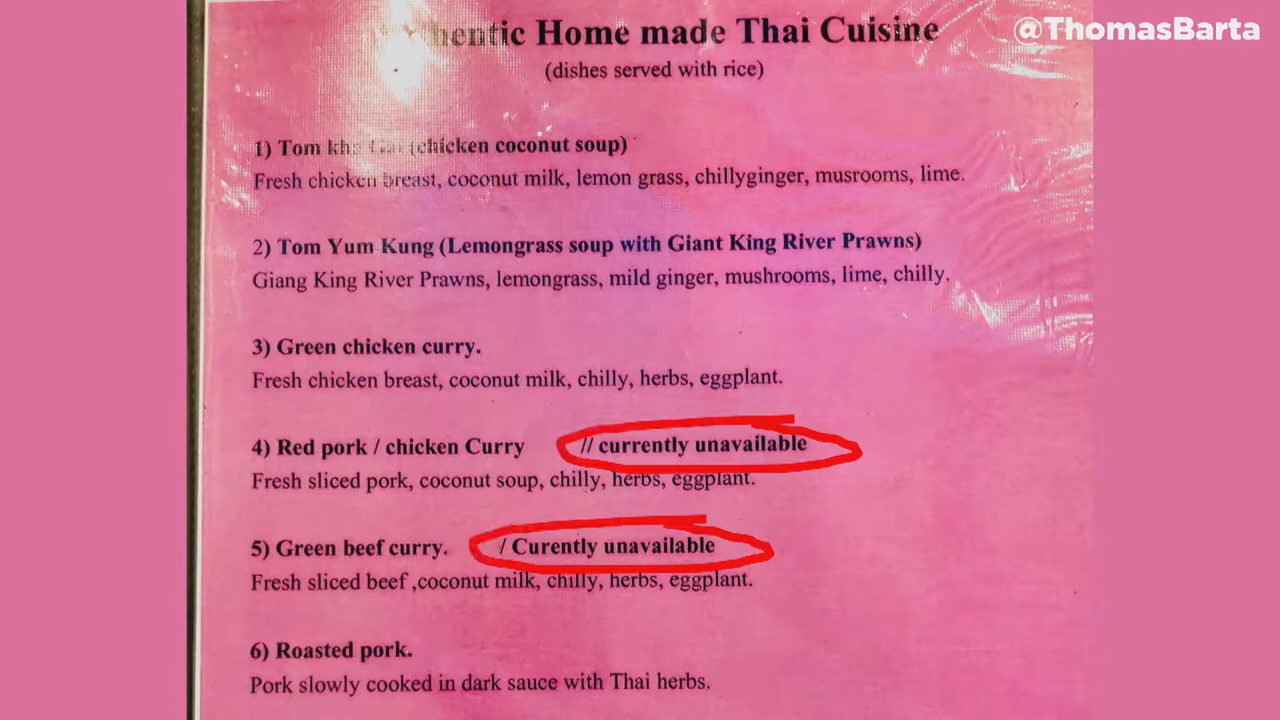 @ThomasBarta
Home made Thai Cuisine
(dishes served with rice)
1) Tom kha Gai (chicken coconut soup)
Fresh chicken breast, coconut milk, lemon grass, chillyginger, musrooms, lime.
2) Tom Yum Kung (Lemongrass soup with Giant King River Prawns)
Giang King River Prawns, lemongrass, mild ginger, mushrooms, lime, chilly.
3) Green chicken curry.
Fresh chicken breast, coconut milk, chilly, herbs, eggplant.
4) Red pork / chicken Curry // currently unavailable
Fresh sliced pork, coconut soup, chilly, herbs, eggplant.
5) Green beef curry. / Curently unavailable
Fresh sliced beef ,coconut milk, chilly, herbs, eggplant.
6) Roasted pork.
Pork slowly cooked in dark sauce with Thai herbs.